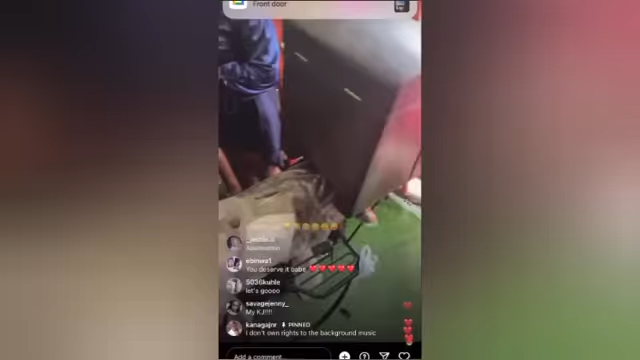 Front door
ebinwa1
You deserve it babe ❤️❤️❤️❤️❤️
5036kuhle
let's goooo
savagejenny_
My KJ!!!!
kanagajnr PINNED
I don't own rights to the background music
Add a comment...